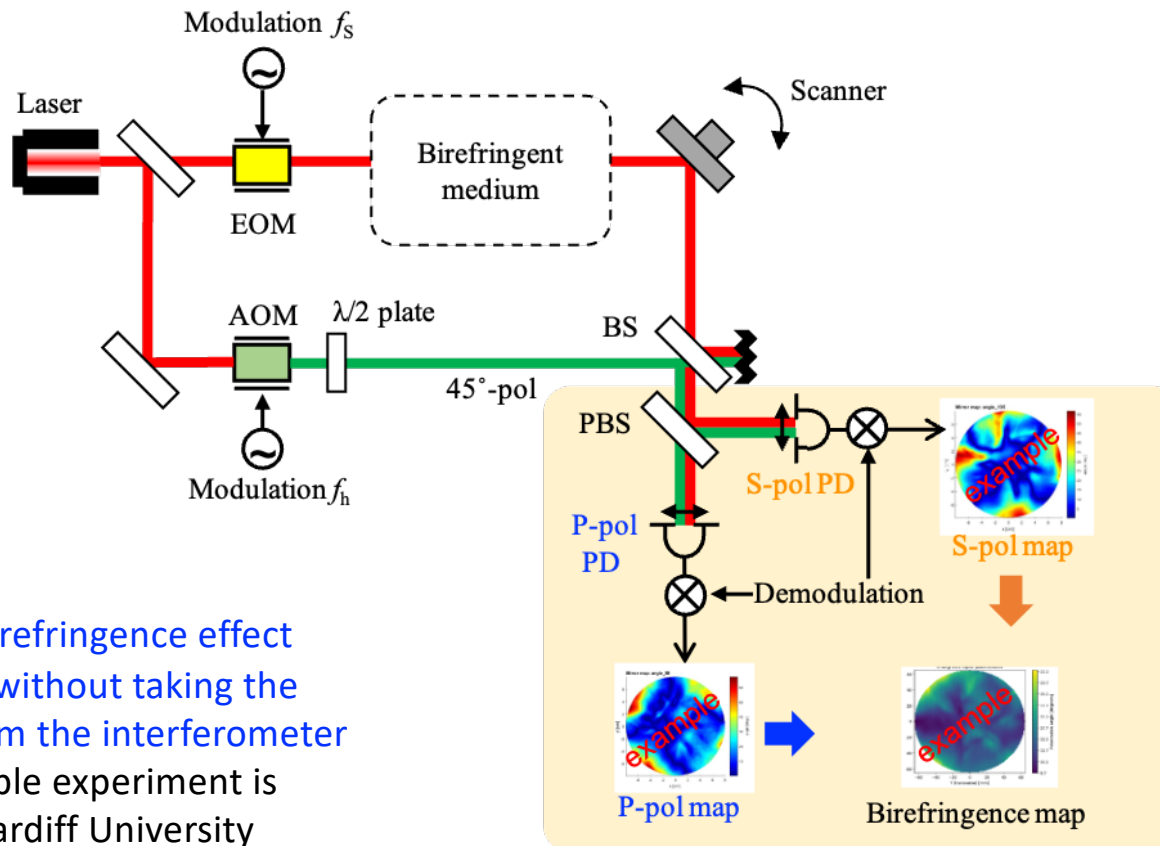 Modulation fS
Laser
Scanner
Birefringent
medium
EOM
AOM
λ/2 plate
BS
45˚-pol
PBS
Modulation fh
example
S-pol PD
P-pol
PD
S-pol map
Demodulation
refringence effect
without taking the
m the interferometer
ple experiment is
ardiff University
example
example
P-pol map
Birefringence map